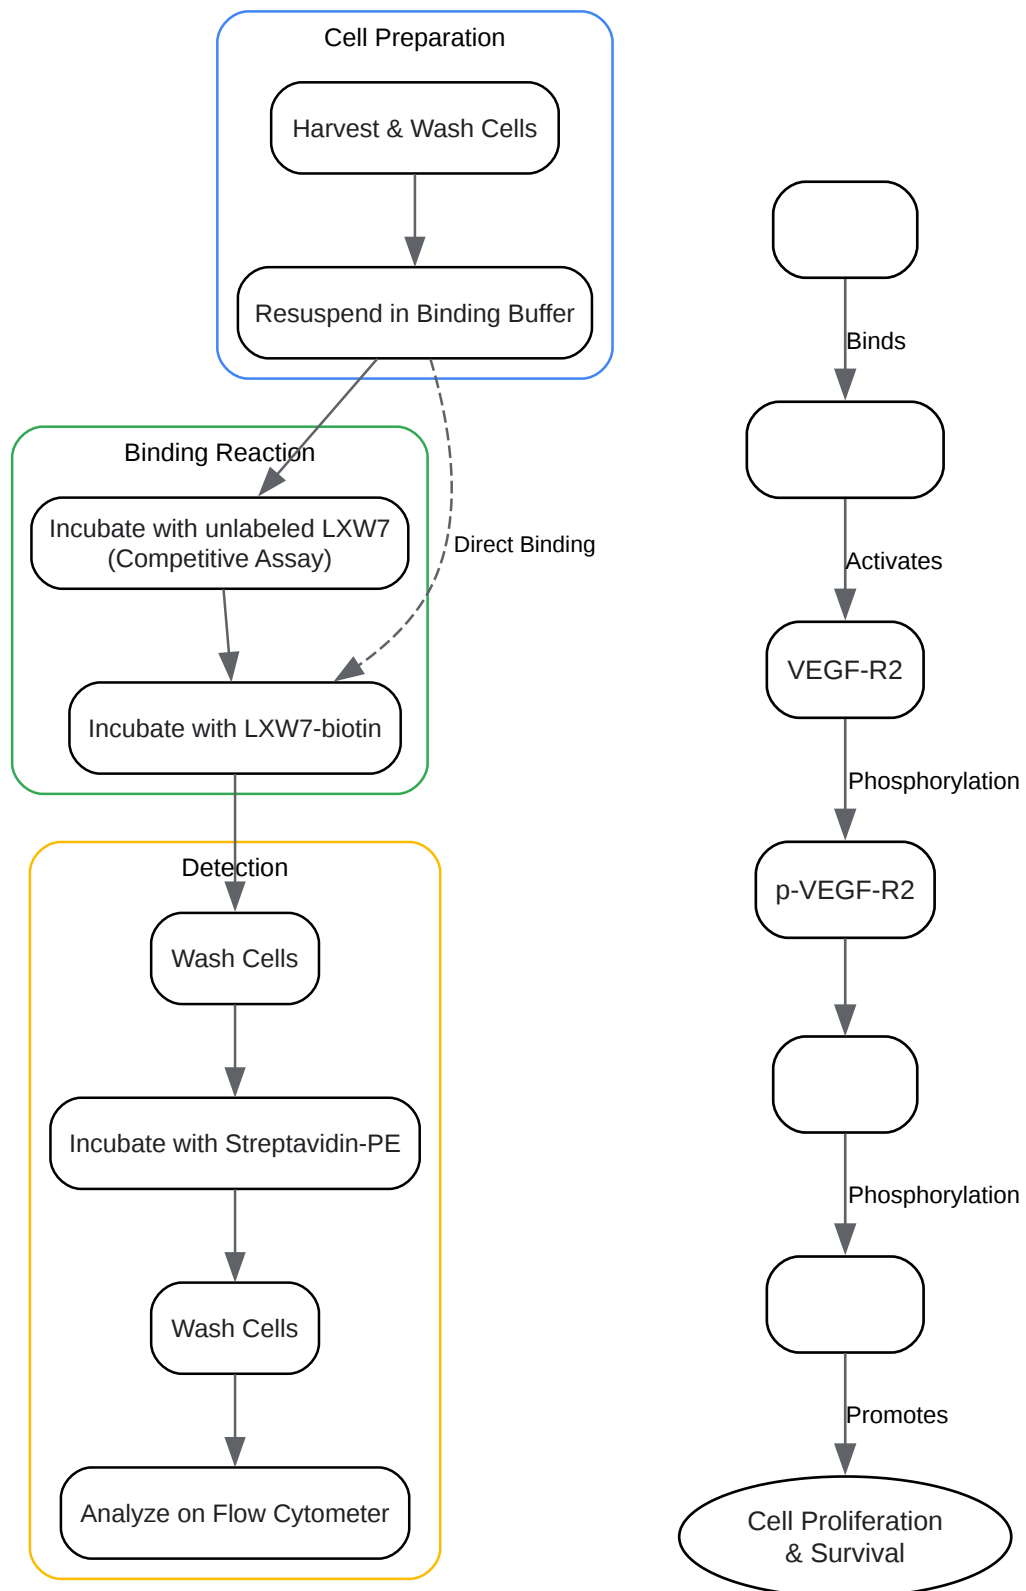 Cell Preparation
Harvest & Wash Cells
Resuspend in Binding Buffer
Binding Reaction
Incubate with unlabeled LXW7
(Competitive Assay)
Direct Binding
Incubate with LXW7-biotin
Detection
Wash Cells
Incubate with Streptavidin-PE
Wash Cells
Analyze on Flow Cytometer
Binds
Activates
VEGF-R2
Phosphorylation
p-VEGF-R2
Phosphorylation
Promotes
Cell Proliferation
& Survival